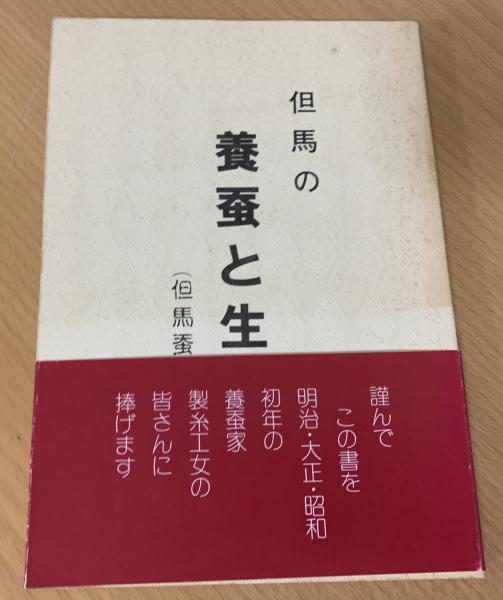 但馬の
養蚕と生
(但馬蚕
謹んで
この書を
明治・大正・昭和
初年の
養蚕家
製糸工女の
皆さんに
捧げます